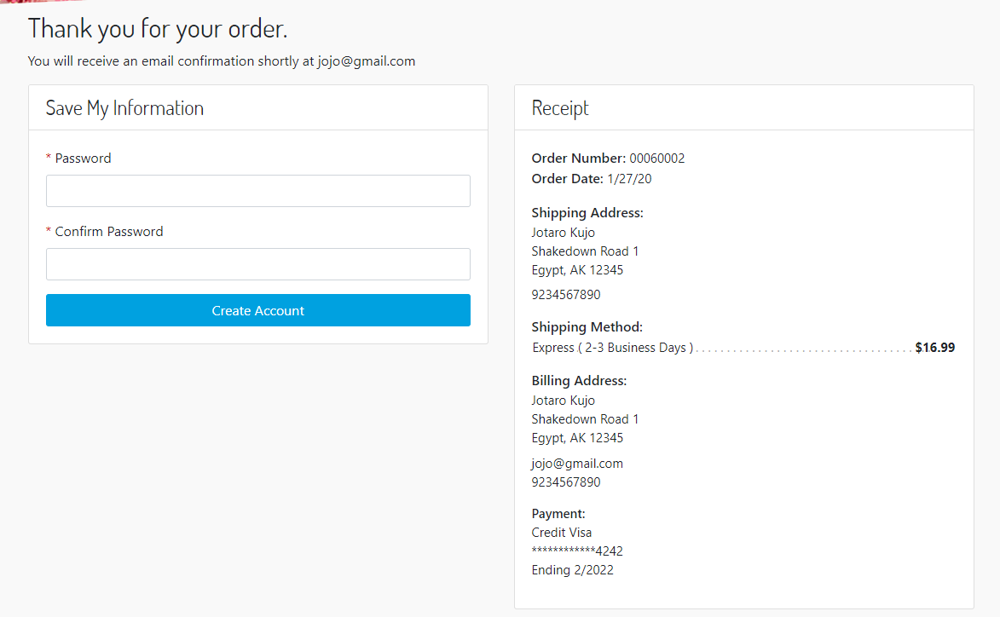 Thank you for your order.
You will receive an email confirmation shortly at jojo@gmail.com
Save My Information
* Password
* Confirm Password
Create Account
Receipt
Order Number: 00060002
Order Date: 1/27/20
Shipping Address:
Jotaro Kujo
Shakedown Road 1
Egypt, AK 12345
9234567890
Shipping Method:
Express ( 2-3 Business Days ) . . . . . . . . . . . . . . . . . . . . . . . . . . . . . . . . . . . $16.99
Billing Address:
Jotaro Kujo
Shakedown Road 1
Egypt, AK 12345
jojo@gmail.com
9234567890
Payment:
Credit Visa
************4242
Ending 2/2022